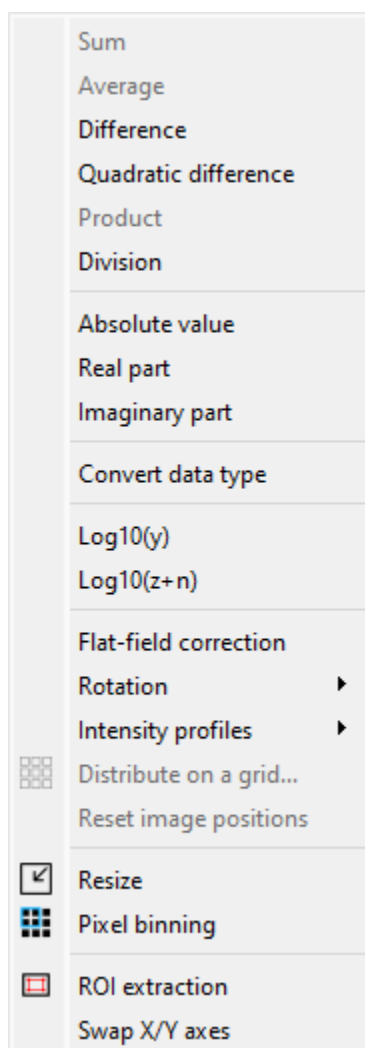 Sum
Average
Difference
Quadratic difference
Product
Division
Absolute value
Real part
Imaginary part
Convert data type
Log10(y)
Log10(z+n)
Flat-field correction
Rotation
Intensity profiles
Distribute on a grid...
Reset image positions
Resize
Pixel binning
ROI extraction
Swap X/Y axes